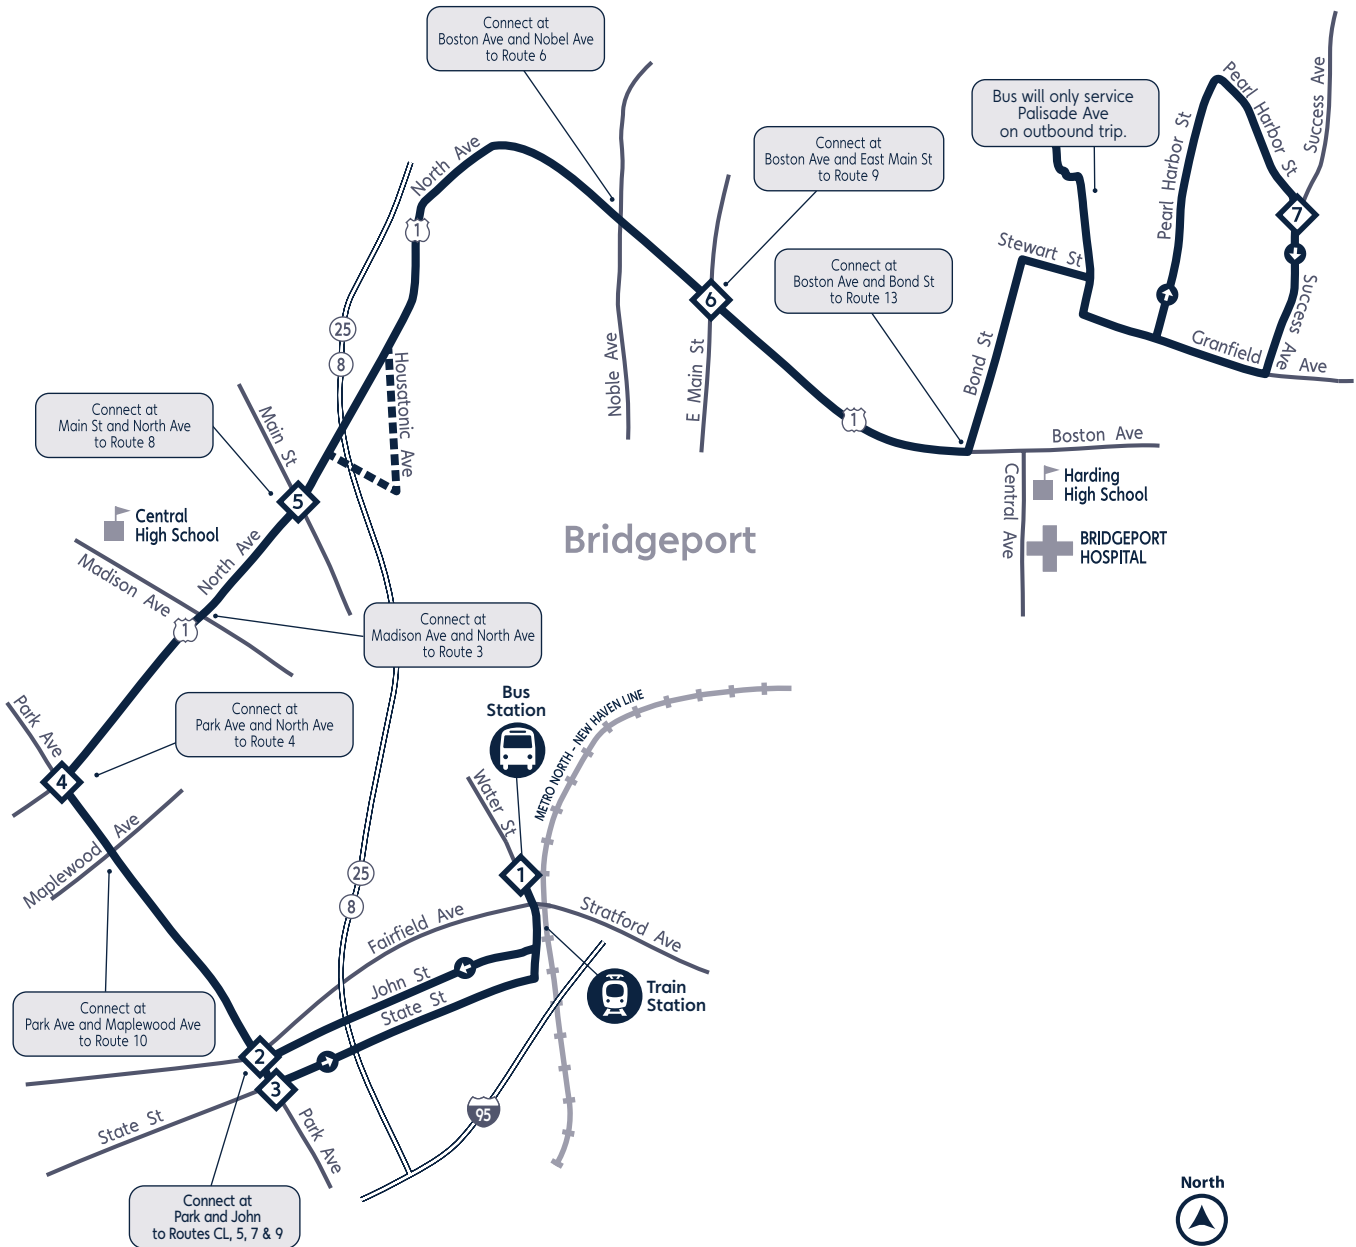 Connect at
Boston Ave and Nobel Ave
to Route 6
Bus will only service
Palisade Ave
on outbound trip.
Pearl Harbor St
Pearl Harbor St
Success Ave
7
Success Ave
Granfield Ave
Stewart St
Connect at
Boston Ave and East Main St
to Route 9
North Ave
1
6
Connect at
Boston Ave and Bond St
to Route 13
Bond St
25
8
Housatonic Ave
Noble Ave
E Main St
1
Boston Ave
Central Ave
Harding
High School
BRIDGEPORT
HOSPITAL
Connect at
Main St and North Ave
to Route 8
Main St
5
Central
High School
Bridgeport
North Ave
Madison Ave
1
Connect at
Madison Ave and North Ave
to Route 3
Park Ave
Connect at
Park Ave and North Ave
to Route 4
4
Bus
Station
METRO NORTH - NEW HAVEN LINE
Water St
1
Maplewood Ave
25
8
Fairfield Ave
Stratford Ave
John St
State St
Train
Station
Connect at
Park Ave and Maplewood Ave
to Route 10
2
3
95
State St
Park Ave
Connect at
Park and John
to Routes CL, 5, 7 & 9
North